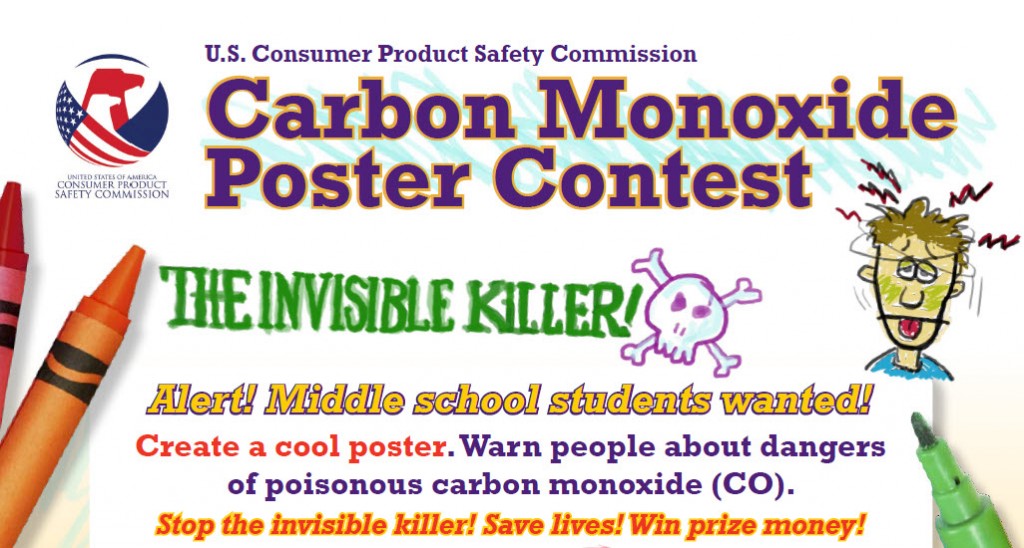 U.S. Consumer Product Safety Commission
Carbon Monoxide
Poster Contest
UNITED STATES OF AMERICA
CONSUMER PRODUCT
SAFETY COMMISSION
THE INVISIBLE KILLER!
Alert! Middle school students wanted!
Create a cool poster. Warn people about dangers
of poisonous carbon monoxide (CO).
Stop the invisible killer! Save lives! Win prize money!